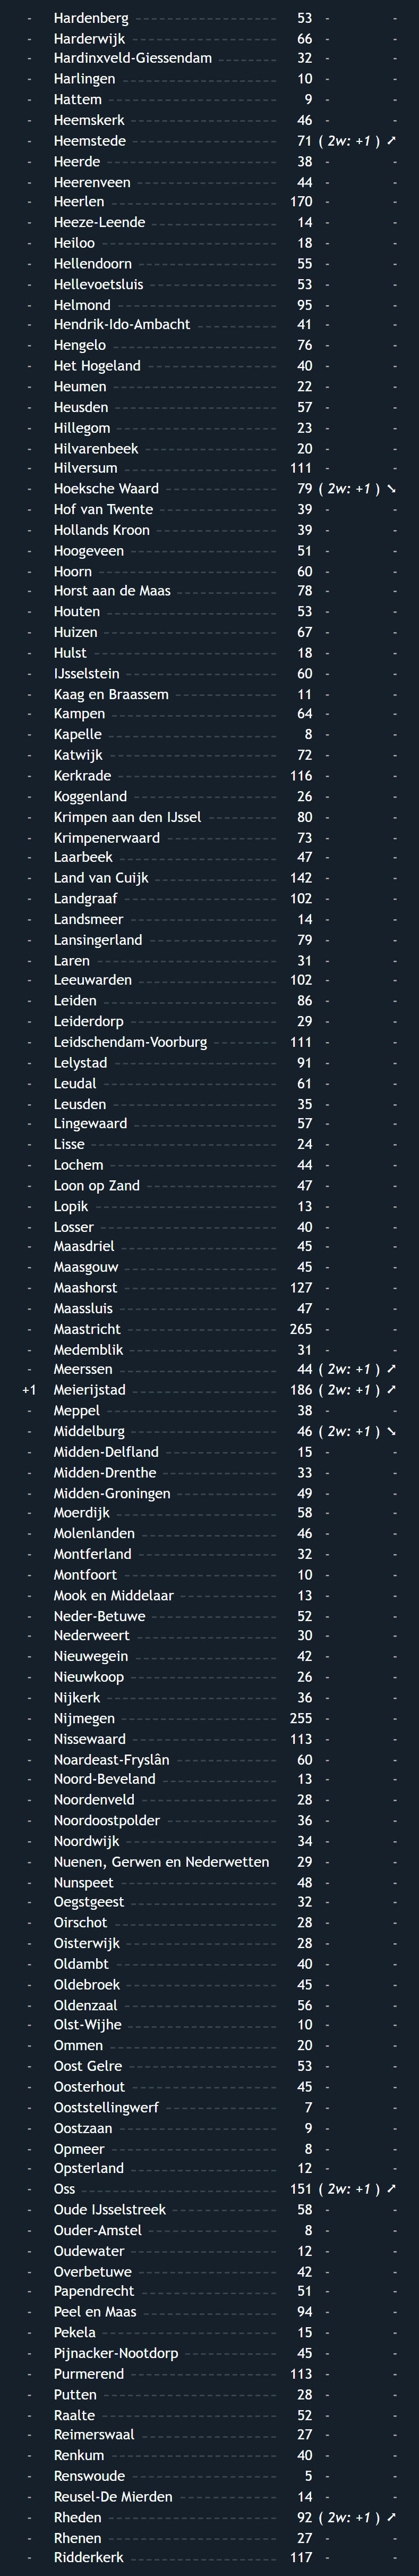 - Hardenberg 53 - -
- Harderwijk 66 - -
- Hardinxveld-Giessendam 32 - -
- Harlingen 10 - -
- Hattem 9 - -
- Heemskerk 46 - -
- Heemstede 71 ( 2w: +1 ) ➚
- Heerde 38 - -
- Heerenveen 44 - -
- Heerlen 170 - -
- Heeze-Leende 14 - -
- Heiloo 18 - -
- Hellendoorn 55 - -
- Hellevoetsluis 53 - -
- Helmond 95 - -
- Hendrik-Ido-Ambacht 41 - -
- Hengelo 76 - -
- Het Hogeland 40 - -
- Heumen 22 - -
- Heusden 57 - -
- Hillegom 23 - -
- Hilvarenbeek 20 - -
- Hilversum 111 - -
- Hoeksche Waard 79 ( 2w: +1 ) ➘
- Hof van Twente 39 - -
- Hollands Kroon 39 - -
- Hoogeveen 51 - -
- Hoorn 60 - -
- Horst aan de Maas 78 - -
- Houten 53 - -
- Huizen 67 - -
- Hulst 18 - -
- IJsselstein 60 - -
- Kaag en Braassem 11 - -
- Kampen 64 - -
- Kapelle 8 - -
- Katwijk 72 - -
- Kerkrade 116 - -
- Koggenland 26 - -
- Krimpen aan den IJssel 80 - -
- Krimpenerwaard 73 - -
- Laarbeek 47 - -
- Land van Cuijk 142 - -
- Landgraaf 102 - -
- Landsmeer 14 - -
- Lansingerland 79 - -
- Laren 31 - -
- Leeuwarden 102 - -
- Leiden 86 - -
- Leiderdorp 29 - -
- Leidschendam-Voorburg 111 - -
- Lelystad 91 - -
- Leudal 61 - -
- Leusden 35 - -
- Lingewaard 57 - -
- Lisse 24 - -
- Lochem 44 - -
- Loon op Zand 47 - -
- Lopik 13 - -
- Losser 40 - -
- Maasdriel 45 - -
- Maasgouw 45 - -
- Maashorst 127 - -
- Maassluis 47 - -
- Maastricht 265 - -
- Medemblik 31 - -
- Meerssen 44 ( 2w: +1 ) ➚
+1 Meierijstad 186 ( 2w: +1 ) ➚
- Meppel 38 - -
- Middelburg 46 ( 2w: +1 ) ➘
- Midden-Delfland 15 - -
- Midden-Drenthe 33 - -
- Midden-Groningen 49 - -
- Moerdijk 58 - -
- Molenlanden 46 - -
- Montferland 32 - -
- Montfoort 10 - -
- Mook en Middelaar 13 - -
- Neder-Betuwe 52 - -
- Nederweert 30 - -
- Nieuwegein 42 - -
- Nieuwkoop 26 - -
- Nijkerk 36 - -
- Nijmegen 255 - -
- Nissewaard 113 - -
- Noardeast-Fryslân 60 - -
- Noord-Beveland 13 - -
- Noordenveld 28 - -
- Noordoostpolder 36 - -
- Noordwijk 34 - -
- Nuenen, Gerwen en Nederwetten 29 - -
- Nunspeet 48 - -
- Oegstgeest 32 - -
- Oirschot 28 - -
- Oisterwijk 28 - -
- Oldambt 40 - -
- Oldebroek 45 - -
- Oldenzaal 56 - -
- Olst-Wijhe 10 - -
- Ommen 20 - -
- Oost Gelre 53 - -
- Oosterhout 45 - -
- Ooststellingwerf 7 - -
- Oostzaan 9 - -
- Opmeer 8 - -
- Opsterland 12 - -
- Oss 151 ( 2w: +1 ) ➚
- Oude IJsselstreek 58 - -
- Ouder-Amstel 8 - -
- Oudewater 12 - -
- Overbetuwe 42 - -
- Papendrecht 51 - -
- Peel en Maas 94 - -
- Pekela 15 - -
- Pijnacker-Nootdorp 45 - -
- Purmerend 113 - -
- Putten 28 - -
- Raalte 52 - -
- Reimerswaal 27 - -
- Renkum 40 - -
- Renswoude 5 - -
- Reusel-De Mierden 14 - -
- Rheden 92 ( 2w: +1 ) ➚
- Rhenen 27 - -
- Ridderkerk 117 - -